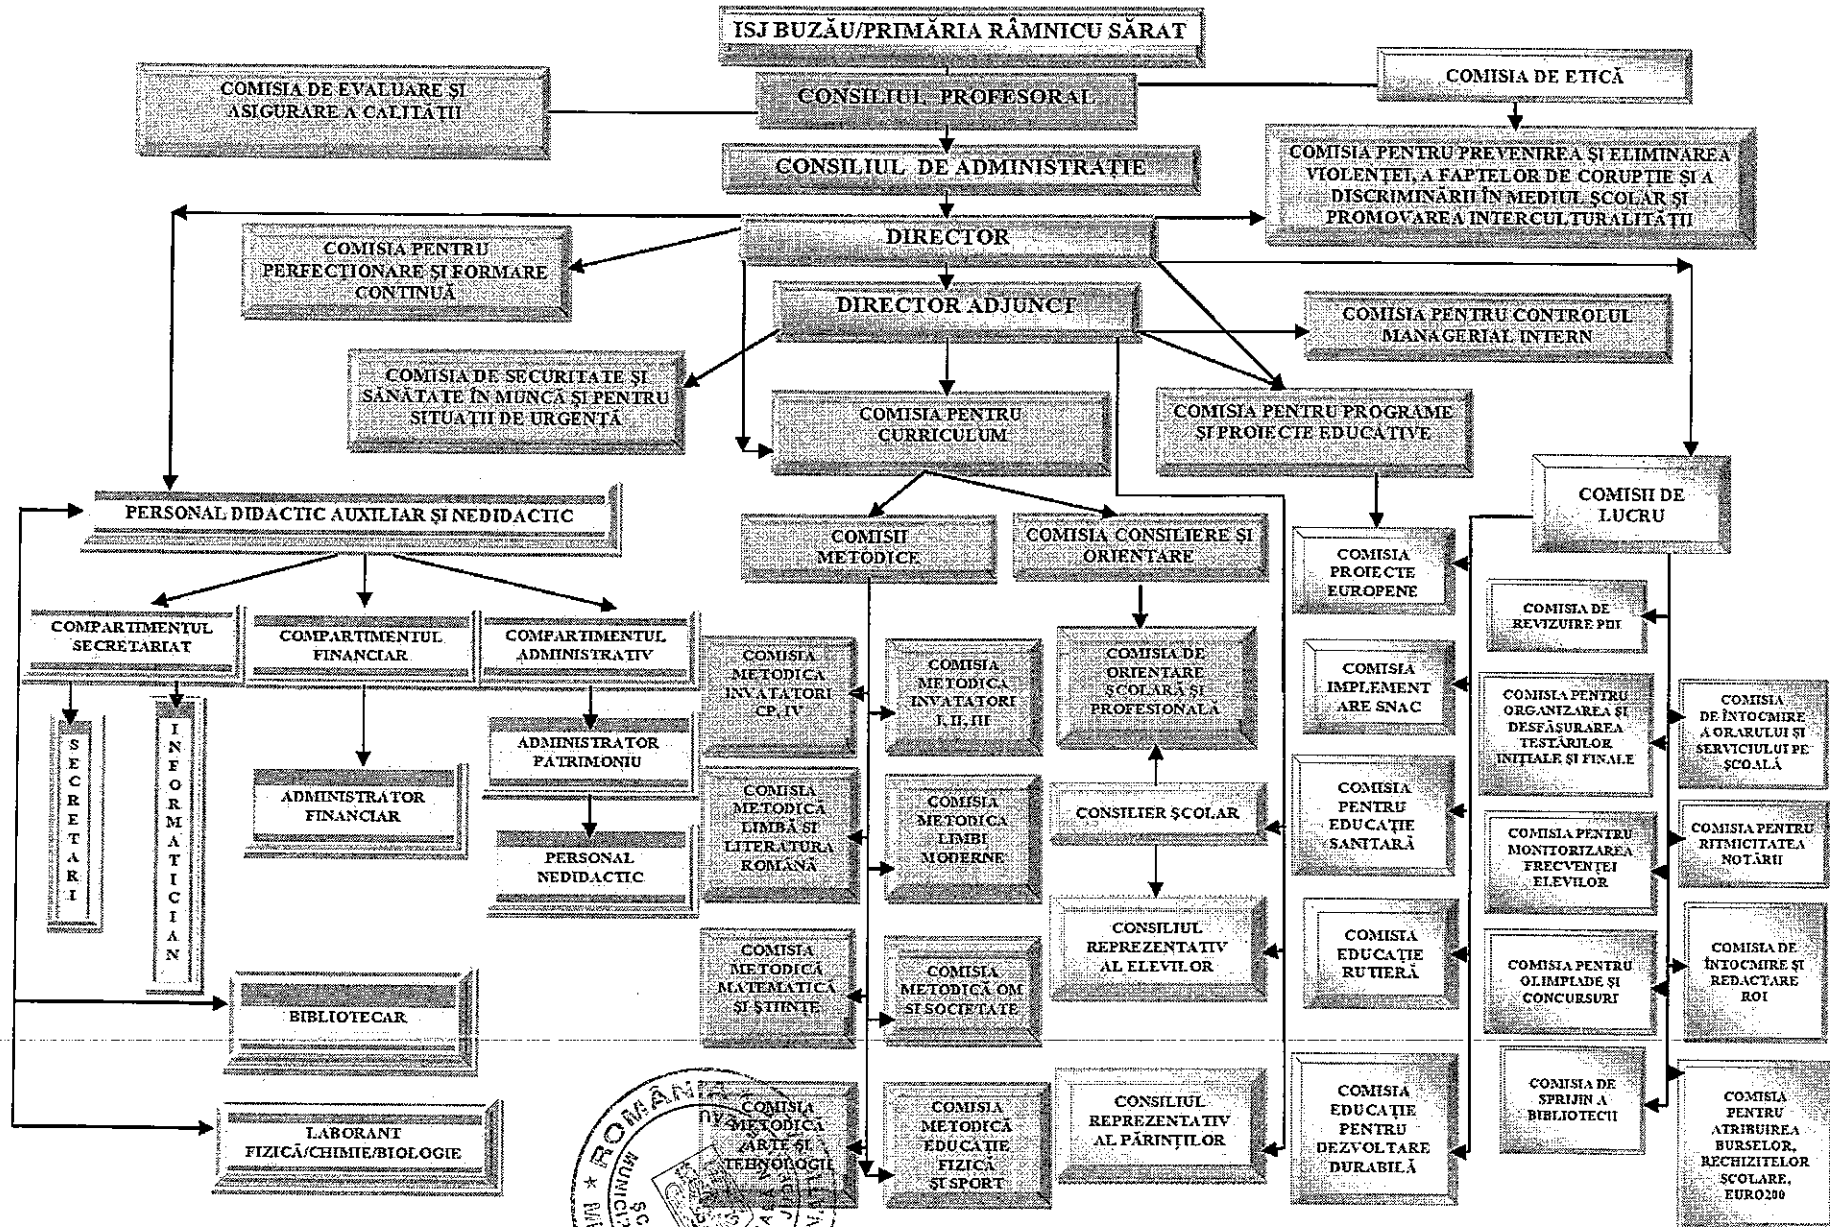 ISJ BUZĂU/PRIMĂRIA RÂMNICU SĂRAT
COMISIA DE EVALUARE ȘI
ASIGURARE A CALITĂȚII
CONSILIUL PROFESORAL
COMISIA DE ETICĂ
CONSILIUL DE ADMINISTRAȚIE
COMISIA PENTRU PREVENIREA ȘI ELIMINAREA
VIOLENȚEI, A FAPTELOR DE CORUPȚIE ȘI A
DISCRIMINĂRII ÎN MEDIUL ȘCOLAR ȘI
PROMOVAREA INTERCULTURALITĂȚII
DIRECTOR
COMISIA PENTRU
PERFECȚIONARE ȘI FORMARE
CONTINUĂ
DIRECTOR ADJUNCT
COMISIA PENTRU CONTROLUL
MANAGERIAL INTERN
COMISIA DE SECURITATE ȘI
SĂNĂTATE ÎN MUNCĂ ȘI PENTRU
SITUAȚII DE URGENȚĂ
COMISIA PENTRU
CURRICULUM
COMISIA PENTRU PROGRAME
ȘI PROIECTE EDUCATIVE
COMISII DE
LUCRU
PERSONAL DIDACTIC AUXILIAR ȘI NEDIDACTIC
COMISII
METODICE
COMISIA CONSILIERE ȘI
ORIENTARE
COMISIA
PROIECTE
EUROPENE
COMISIA DE
REVIZUIRE PDI
COMPARTIMENTUL
SECRETARIAT
COMPARTIMENTUL
FINANCIAR
COMPARTIMENTUL
ADMINISTRATIV
COMISIA
METODICA
INVATATORI
CP, IV
COMISIA
METODICA
INVATATORI
I, II, III
COMISIA DE
ORIENTARE
ȘCOLARĂ ȘI
PROFESIONALĂ
COMISIA
IMPLEMENT
ARE SNAC
COMISIA PENTRU
ORGANIZAREA ȘI
DESFĂȘURAREA
TESTĂRILOR
INIȚIALE ȘI FINALE
COMISIA
DE ÎNTOCMIRE
A ORARULUI ȘI
SERVICIULUI PE
ȘCOALĂ
SECRETARI
INFORMATICIAN
ADMINISTRATOR
FINANCIAR
ADMINISTRATOR
PATRIMONIU
PERSONAL
NEDIDACTIC
COMISIA
METODICA
LIMBĂ SI
LITERATURA
ROMÂNĂ
COMISIA
METODICA
LIMBI
MODERNE
CONSILIER ȘCOLAR
COMISIA
PENTRU
EDUCAȚIE
SANITARĂ
COMISIA PENTRU
MONITORIZAREA
FRECVENȚEI
ELEVILOR
COMISIA PENTRU
RITMICITATEA
NOTĂRII
COMISIA
METODICĂ
MATEMATICĂ
ȘI ȘTIINȚE
COMISIA
METODICĂ OM
SI SOCIETATE
CONSILIUL
REPREZENTATIV
AL ELEVILOR
COMISIA
EDUCAȚIE
RUTIERĂ
COMISIA PENTRU
OLIMPIADE ȘI
CONCURSURI
COMISIA DE
ÎNTOCMIRE ȘI
REDACTARE
ROI
BIBLIOTECAR
LABORANT
FIZICĂ/CHIMIE/BIOLOGIE
COMISIA
METODICĂ
ARTE ȘI
TEHNOLOGII
COMISIA
METODICĂ
EDUCAȚIE
FIZICĂ
ȘI SPORT
CONSILIUL
REPREZENTATIV
AL PĂRINȚILOR
COMISIA
EDUCAȚIE
PENTRU
DEZVOLTARE
DURABILĂ
COMISIA DE
SPRIJIN A
BIBLIOTECII
COMISIA
PENTRU
ATRIBUIREA
BURSELOR,
RECHIZITELOR
ȘCOLARE,
EURO200
ROMÂNIA